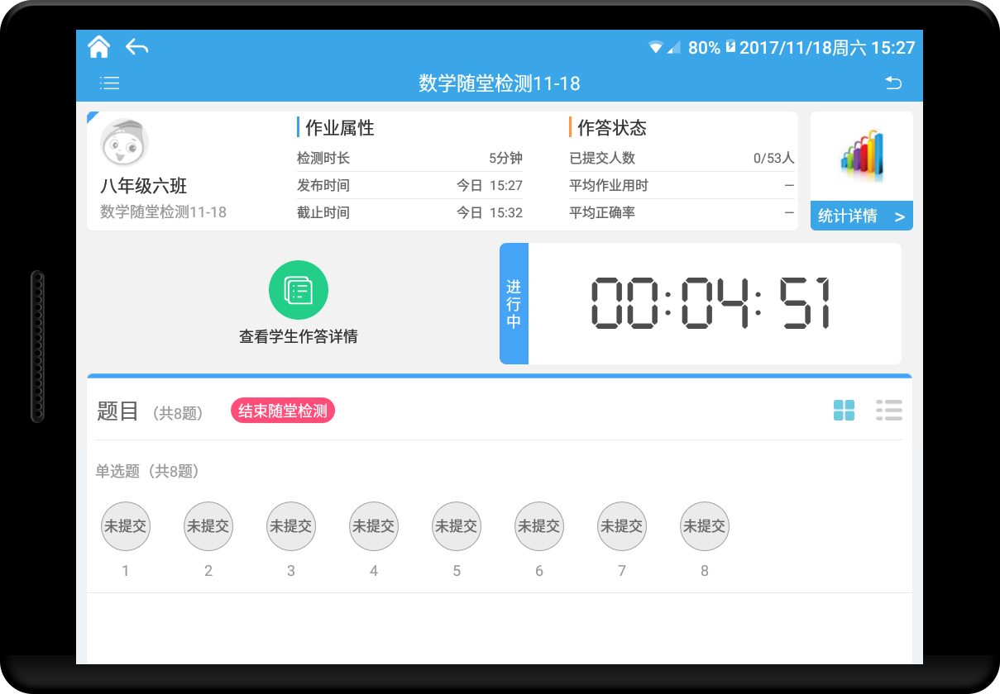 80% 2017/11/18周六 15:27
数学随堂检测11-18
八年级六班
数学随堂检测11-18
作业属性
检测时长 5分钟
发布时间 今日 15:27
截止时间 今日 15:32
作答状态
已提交人数 0/53人
平均作业用时 –
平均正确率 –
统计详情 >
查看学生作答详情
进行中
00:04:51
题目（共8题） 结束随堂检测
单选题（共8题）
未提交 未提交 未提交 未提交 未提交 未提交 未提交 未提交
1 2 3 4 5 6 7 8